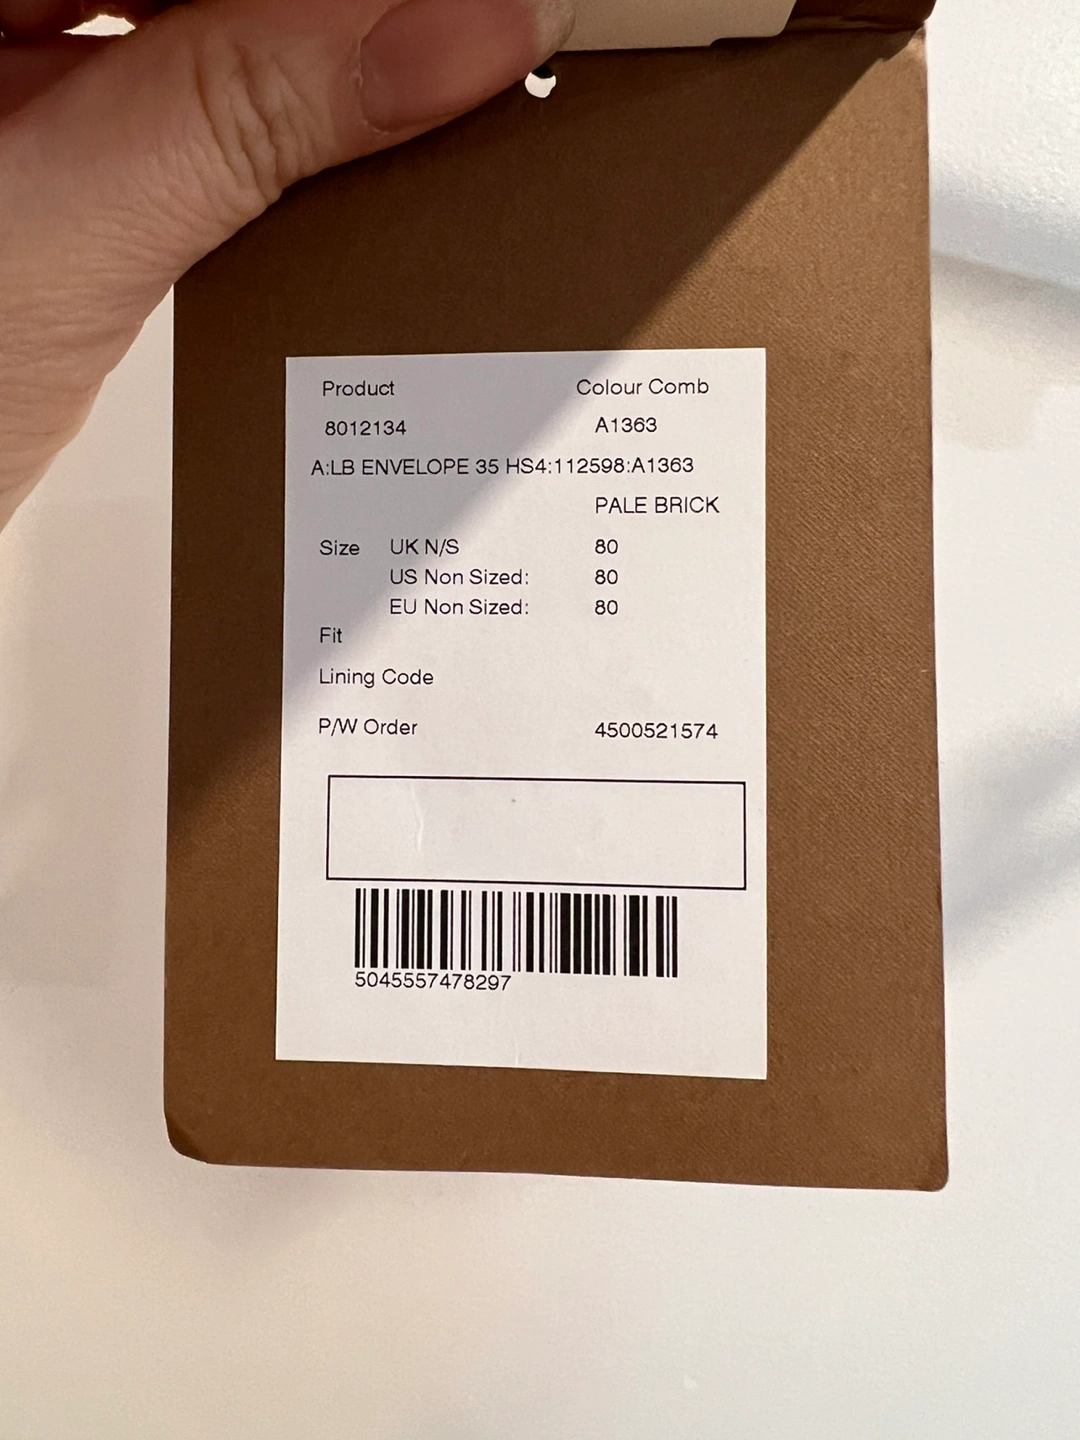 Product Colour Comb
8012134 A1363
A:LB ENVELOPE 35 HS4:112598:A1363
PALE BRICK
Size UK N/S 80
US Non Sized: 80
EU Non Sized: 80
Fit
Lining Code
P/W Order 4500521574
5045557478297